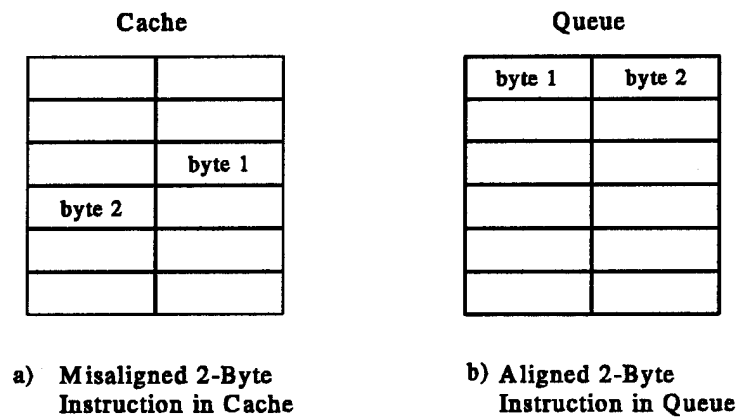 Cache
Queue
byte 1 byte 2
byte 1
byte 2
a) Misaligned 2-Byte
Instruction in Cache
b) Aligned 2-Byte
Instruction in Queue